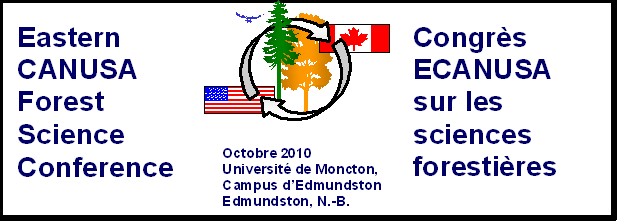 Eastern
CANUSA
Forest
Science
Conference
Octobre 2010
Université de Moncton,
Campus d'Edmundston
Edmundston, N.-B.
Congrès
ECANUSA
sur les
sciences
forestières